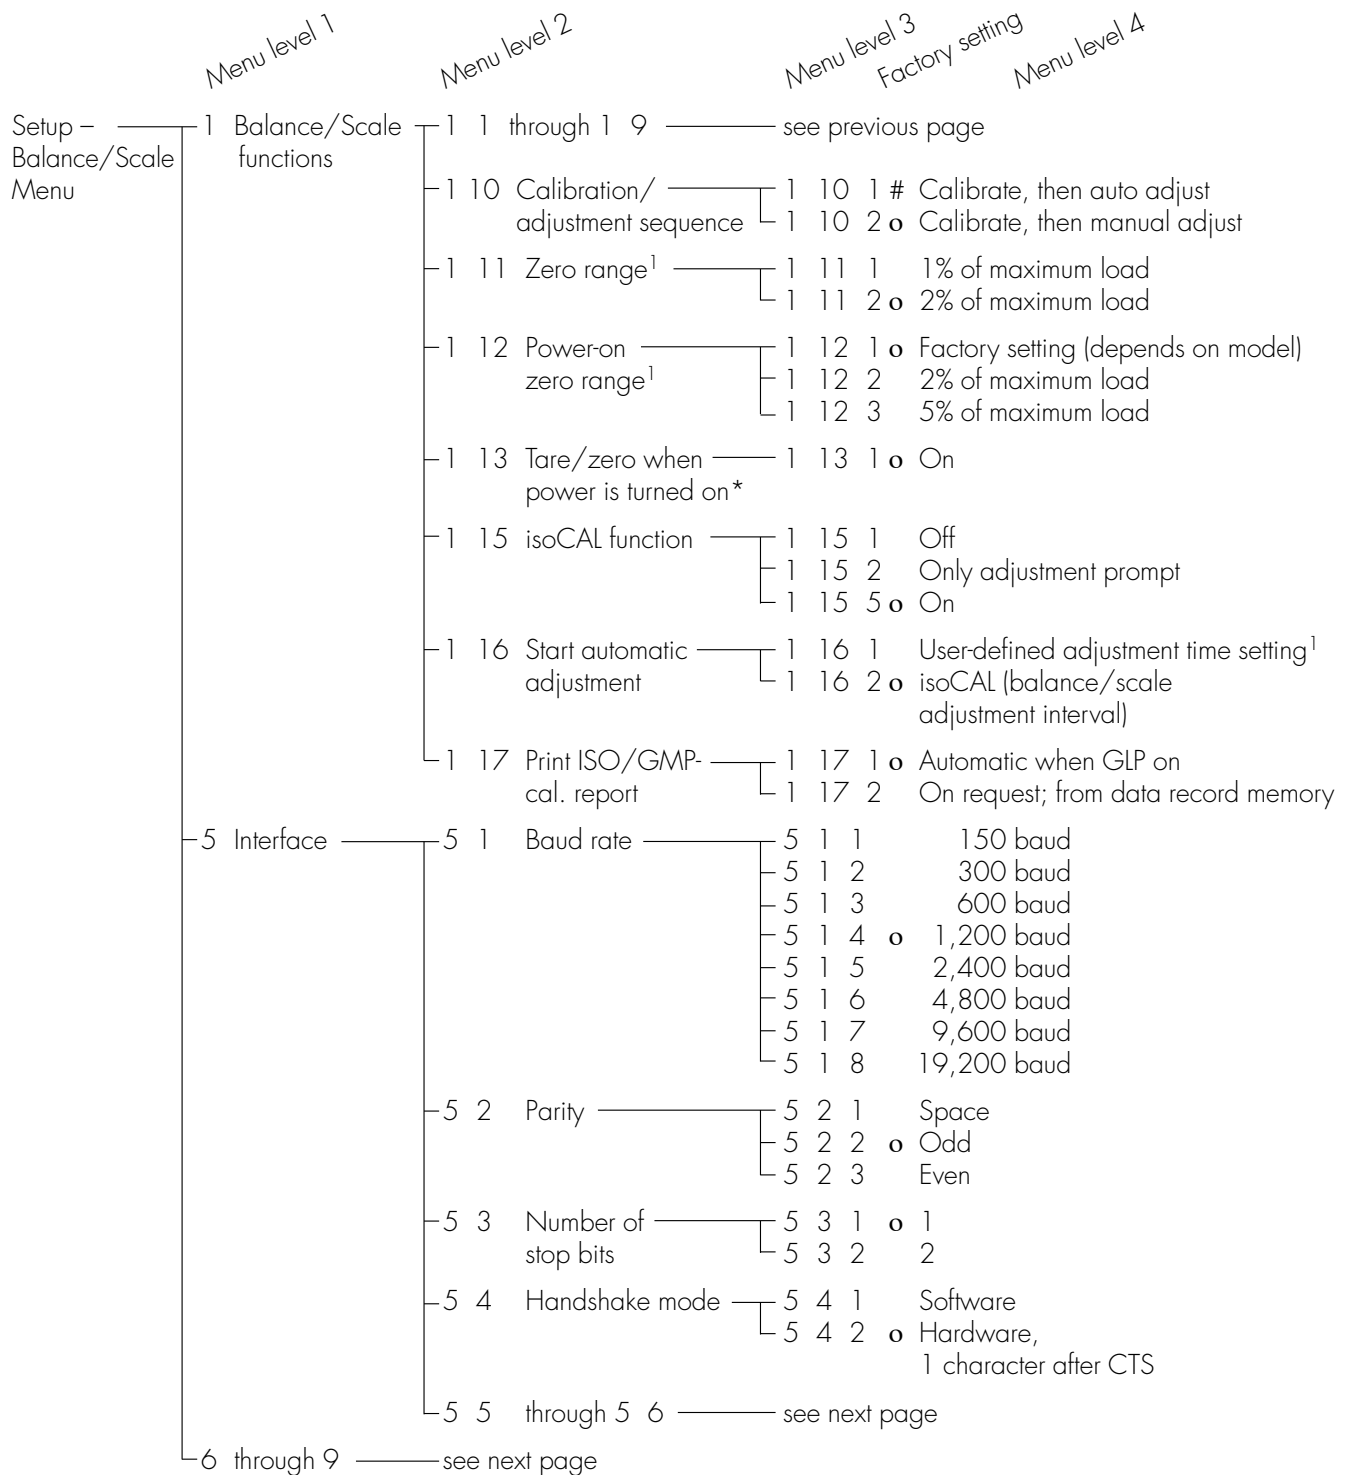 Menu level 1 Menu level 2 Menu level 3 Factory setting Menu level 4
Setup – 1 Balance/Scale 1 1 through 1 9 see previous page
Balance/Scale functions
Menu
1 10 Calibration/ 1 10 1 # Calibrate, then auto adjust
adjustment sequence 1 10 2 o Calibrate, then manual adjust
1 11 Zero range1 1 11 1 1% of maximum load
1 11 2 o 2% of maximum load
1 12 Power-on 1 12 1 o Factory setting (depends on model)
zero range1 1 12 2 2% of maximum load
1 12 3 5% of maximum load
1 13 Tare/zero when 1 13 1 o On
power is turned on*
1 15 isoCAL function 1 15 1 Off
1 15 2 Only adjustment prompt
1 15 5 o On
1 16 Start automatic 1 16 1 User-defined adjustment time setting1
adjustment 1 16 2 o isoCAL (balance/scale
adjustment interval)
1 17 Print ISO/GMP- 1 17 1 o Automatic when GLP on
cal. report 1 17 2 On request; from data record memory
5 Interface 5 1 Baud rate 5 1 1 150 baud
5 1 2 300 baud
5 1 3 600 baud
5 1 4 o 1,200 baud
5 1 5 2,400 baud
5 1 6 4,800 baud
5 1 7 9,600 baud
5 1 8 19,200 baud
5 2 Parity 5 2 1 Space
5 2 2 o Odd
5 2 3 Even
5 3 Number of 5 3 1 o 1
stop bits 5 3 2 2
5 4 Handshake mode 5 4 1 Software
5 4 2 o Hardware,
1 character after CTS
5 5 through 5 6 see next page
6 through 9 see next page